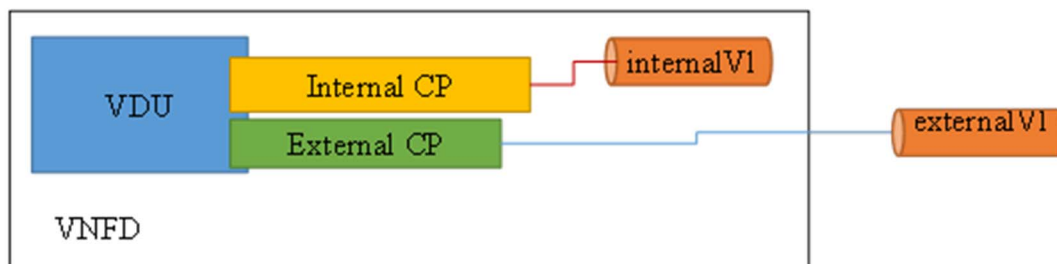 VDU
Internal CP
internalVl
External CP
externalVl
VNFD